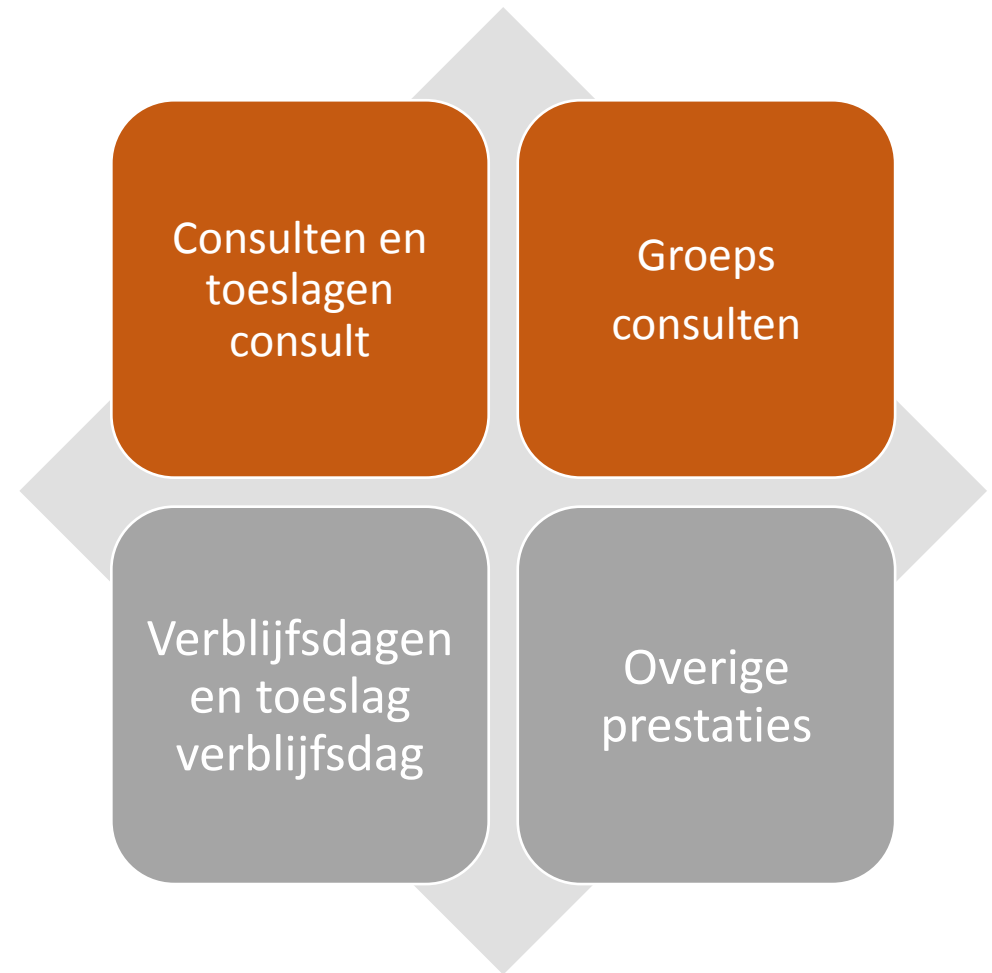 Consulten en
toeslagen
consult
Groeps
consulten
Verblijfsdagen
en toeslag
verblijfsdag
Overige
prestaties